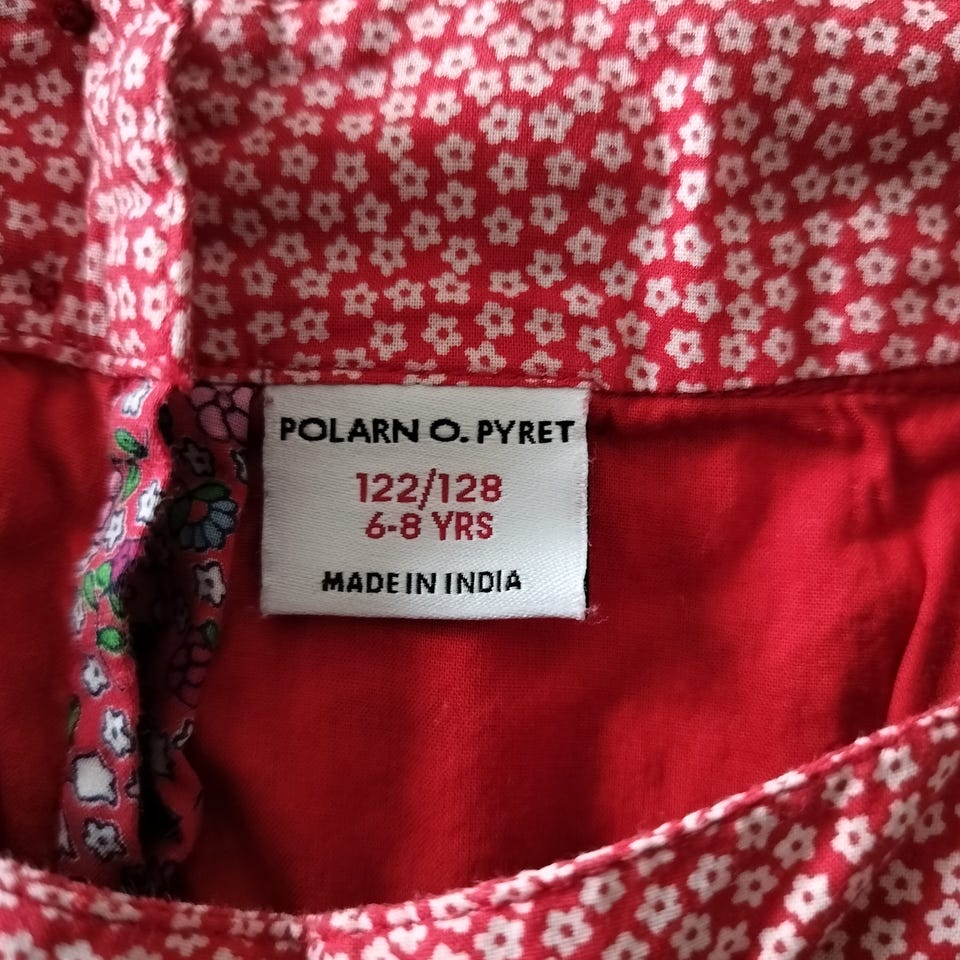 POLARN O. PYRET
122/128
6-8 YRS
MADE IN INDIA